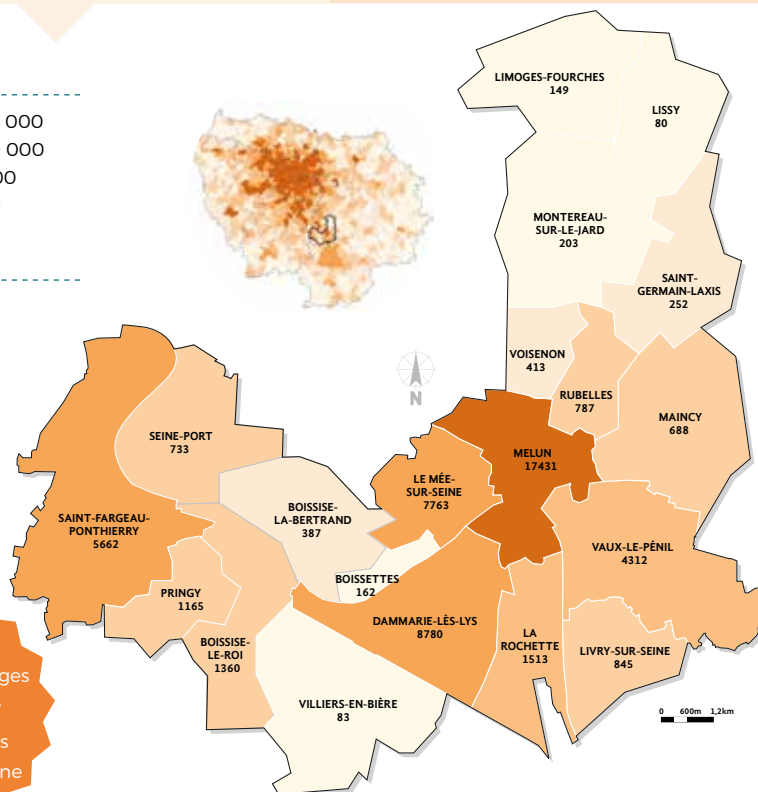 000
000
00
LIMOGES-FOURCHES
149
LISSY
80
MONTEREAU-
SUR-LE-JARD
203
SAINT-
GERMAIN-LAXIS
252
VOISENON
413
RUBELLES
787
MAINCY
688
N
SEINE-PORT
733
MELUN
17431
LE MÉE-
SUR-SEINE
7763
SAINT-FARGEAU-
PONTHIERRY
5662
BOISSISE-
LA-BERTRAND
387
VAUX-LE-PÉNIL
4312
BOISSETTES
162
PRINGY
1165
DAMMARIE-LÈS-LYS
8780
LA
ROCHETTE
1513
BOISSISE-
LE-ROI
1360
LIVRY-SUR-SEINE
845
VILLIERS-EN-BIÈRE
83
0 600m 1,2km
ges
s
ne